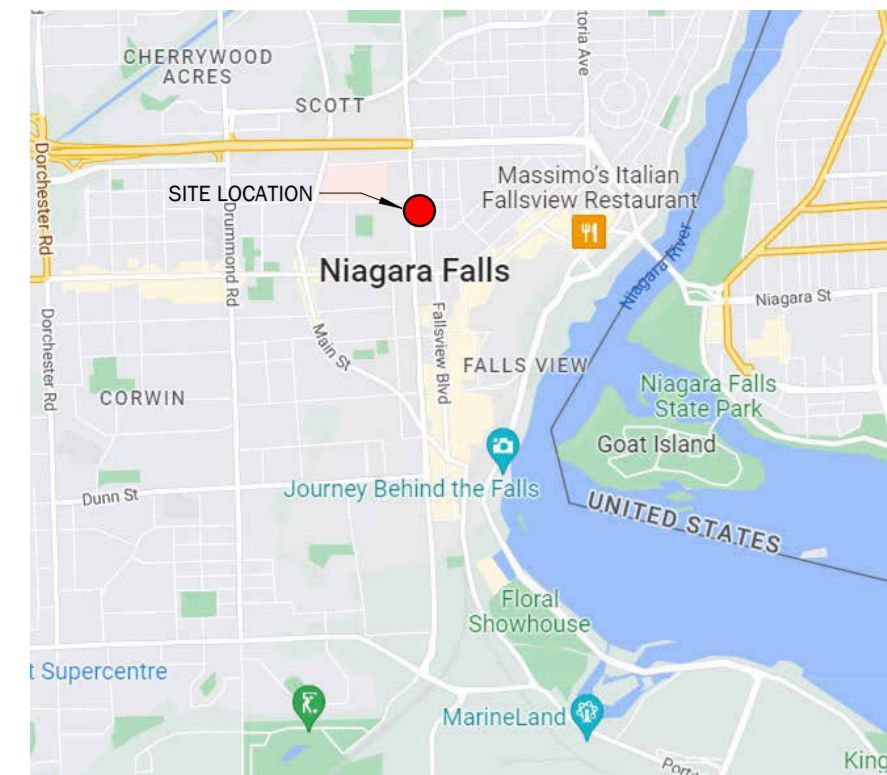 toria Ave
CHERRYWOOD
ACRES
SCOTT
Dorchester Rd
Drummond Rd
SITE LOCATION
Massimo's Italian
Fallsview Restaurant
Niagara River
Niagara Falls
Niagara St
Dorchester Rd
Main St
Fallsview Blvd
FALLS VIEW
CORWIN
Niagara Falls
State Park
Goat Island
Dunn St
Journey Behind the Falls
UNITED STATES
Floral
Showhouse
t Supercentre
MarineLand
Porta
King